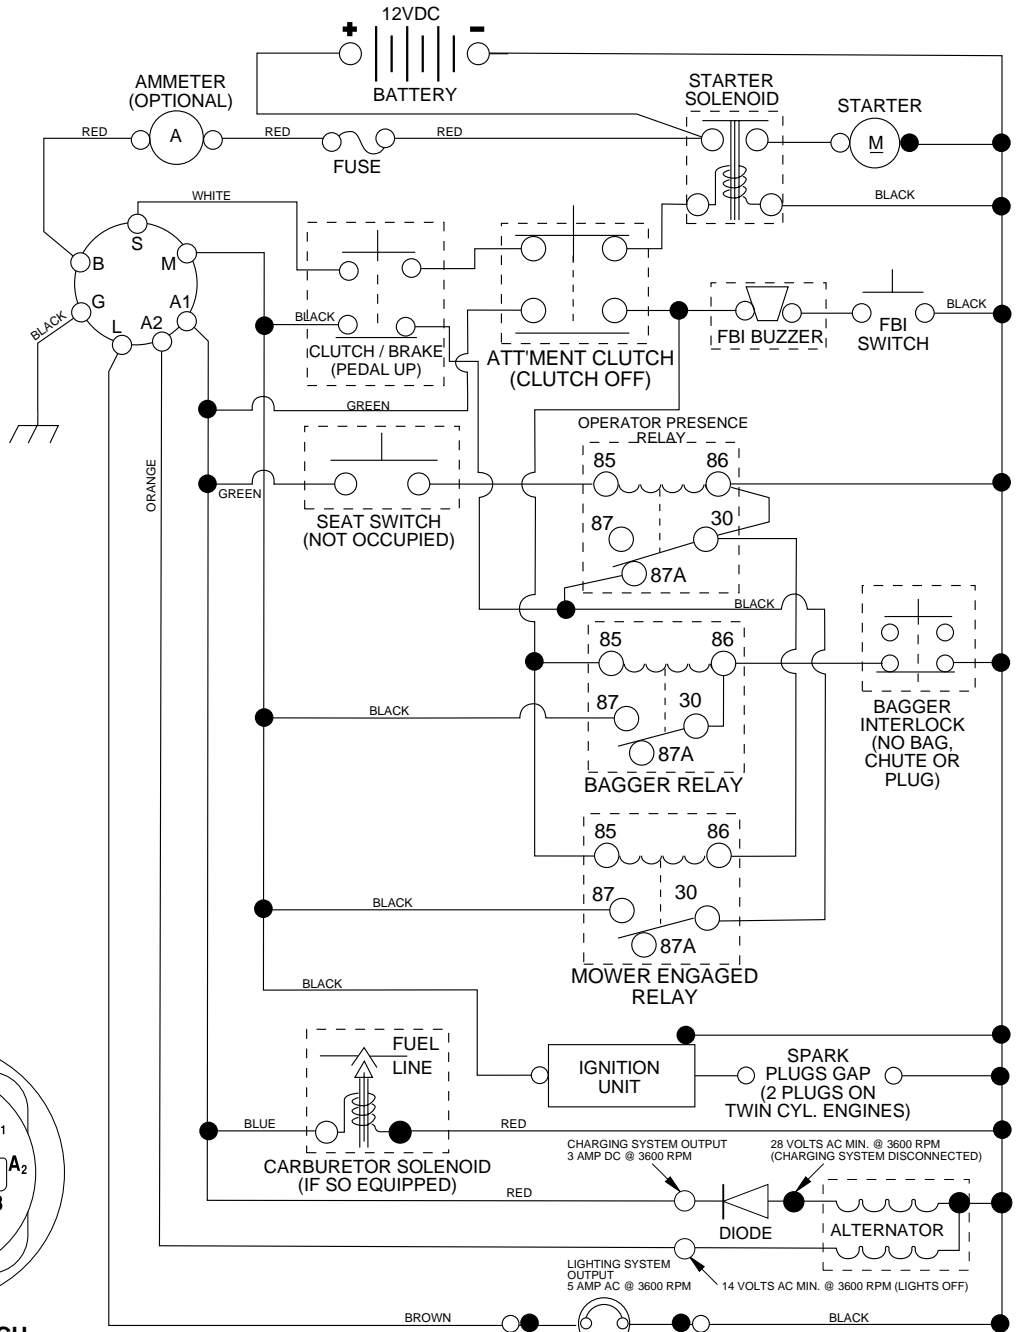 12VDC
+ -
BATTERY
AMMETER
(OPTIONAL)
STARTER
SOLENOID
STARTER
RED
A
RED
RED
M
FUSE
WHITE
BLACK
S
B
M
G
A1
A2
L
BLACK
BLACK
CLUTCH / BRAKE
(PEDAL UP)
ATT'MENT CLUTCH
(CLUTCH OFF)
FBI BUZZER
FBI
SWITCH
BLACK
GREEN
OPERATOR PRESENCE
RELAY
85
86
ORANGE
GREEN
SEAT SWITCH
(NOT OCCUPIED)
87
30
87A
BLACK
85
86
BLACK
87
30
87A
BAGGER RELAY
BAGGER
INTERLOCK
(NO BAG,
CHUTE OR
PLUG)
85
86
BLACK
87
30
87A
MOWER ENGAGED
RELAY
BLACK
FUEL
LINE
IGNITION
UNIT
SPARK
PLUGS GAP
(2 PLUGS ON
TWIN CYL. ENGINES)
BLUE
RED
CARBURETOR SOLENOID
(IF SO EQUIPPED)
CHARGING SYSTEM OUTPUT
3 AMP DC @ 3600 RPM
28 VOLTS AC MIN. @ 3600 RPM
(CHARGING SYSTEM DISCONNECTED)
RED
DIODE
ALTERNATOR
LIGHTING SYSTEM
OUTPUT
5 AMP AC @ 3600 RPM
14 VOLTS AC MIN. @ 3600 RPM (LIGHTS OFF)
BROWN
BLACK
1
A2